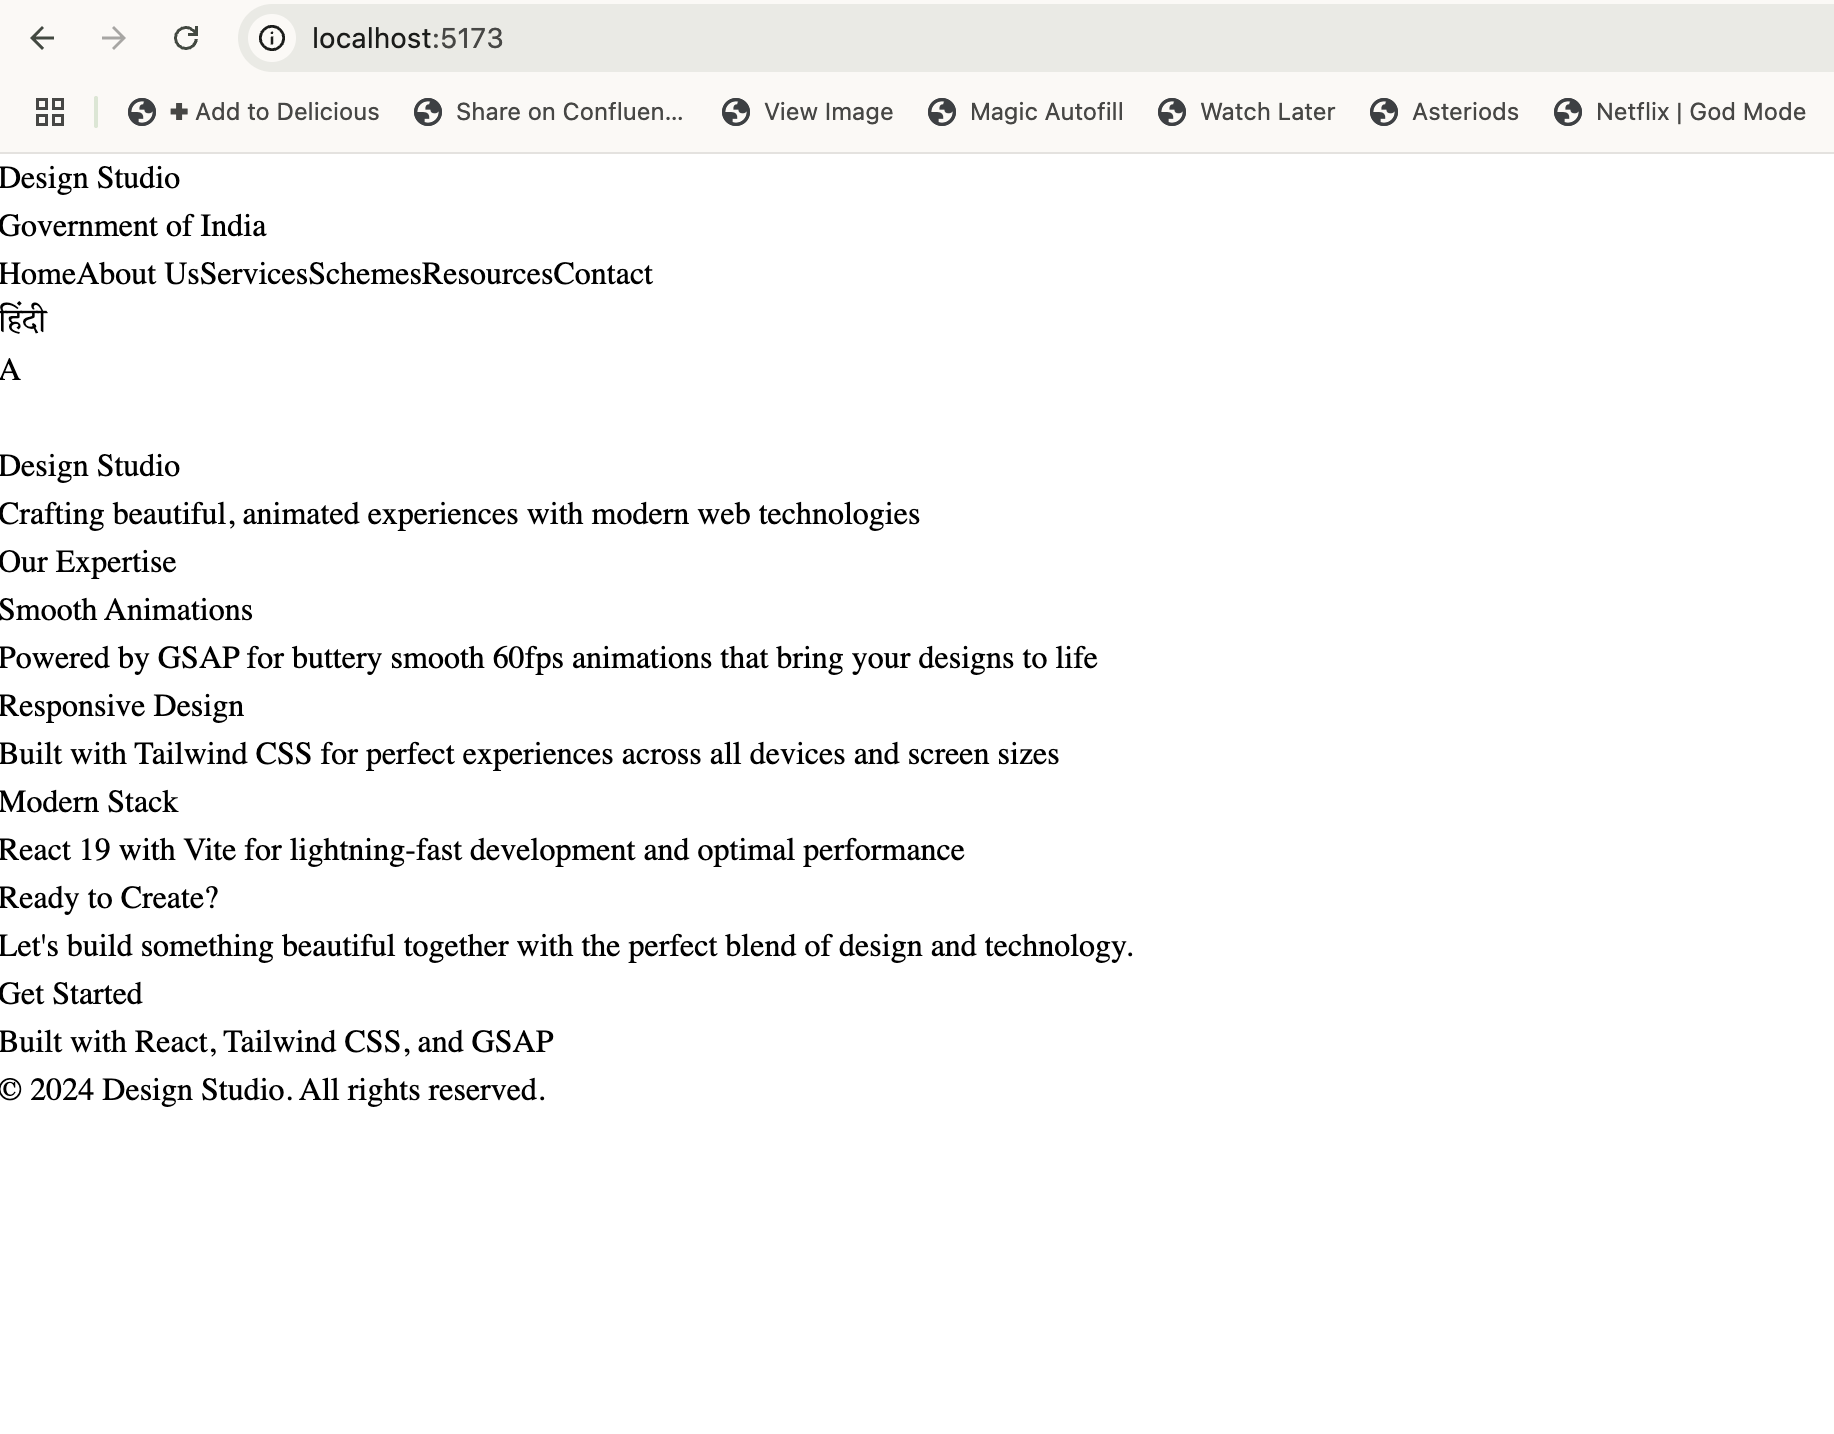 localhost:5173
✚ Add to Delicious Share on Confluen... View Image Magic Autofill Watch Later Asteriods Netflix | God Mode
Design Studio
Government of India
HomeAbout UsServicesSchemesResourcesContact
हिंदी
A
Design Studio
Crafting beautiful, animated experiences with modern web technologies
Our Expertise
Smooth Animations
Powered by GSAP for buttery smooth 60fps animations that bring your designs to life
Responsive Design
Built with Tailwind CSS for perfect experiences across all devices and screen sizes
Modern Stack
React 19 with Vite for lightning-fast development and optimal performance
Ready to Create?
Let's build something beautiful together with the perfect blend of design and technology.
Get Started
Built with React, Tailwind CSS, and GSAP
© 2024 Design Studio. All rights reserved.